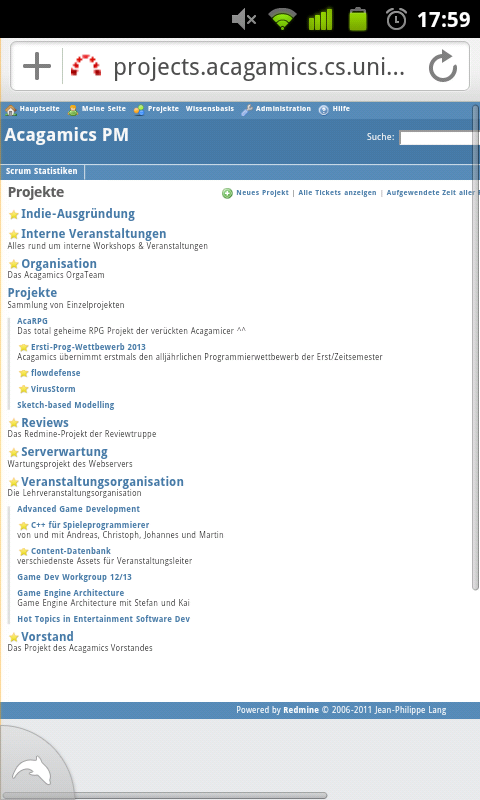 17:59
projects.acagamics.cs.uni...
Hauptseite Meine Seite Projekte Wissensbasis Administration Hilfe
Acagamics PM
Suche:
Scrum Statistiken
Projekte
Neues Projekt | Alle Tickets anzeigen | Aufgewendete Zeit aller
Indie-Ausgründung
Interne Veranstaltungen
Alles rund um interne Workshops & Veranstaltungen
Organisation
Das Acagamics OrgaTeam
Projekte
Sammlung von Einzelprojekten
AcaRPG
Das total geheime RPG Projekt der verückten Acagamicer ^^
Ersti-Prog-Wettbewerb 2013
Acagamics übernimmt erstmals den alljährlichen Programmierwettbewerb der Erst/Zeitsemester
flowdefense
VirusStorm
Sketch-based Modelling
Reviews
Das Redmine-Projekt der Reviewtruppe
Serverwartung
Wartungsprojekt des Webservers
Veranstaltungsorganisation
Die Lehrveranstaltungsorganisation
Advanced Game Development
C++ für Spieleprogrammierer
von und mit Andreas, Christoph, Johannes und Martin
Content-Datenbank
verschiedenste Assets für Veranstaltungsleiter
Game Dev Workgroup 12/13
Game Engine Architecture
Game Engine Architecture mit Stefan und Kai
Hot Topics in Entertainment Software Dev
Vorstand
Das Projekt des Acagamics Vorstandes
Powered by Redmine © 2006-2011 Jean-Philippe Lang